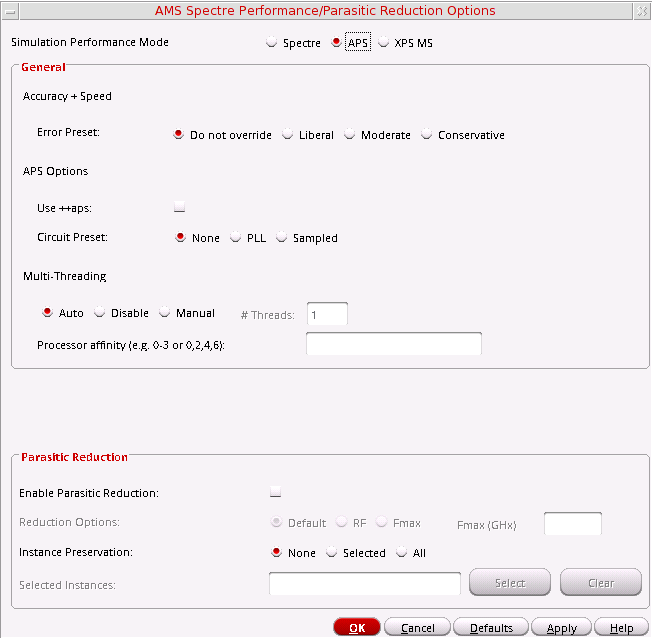 AMS Spectre Performance/Parasitic Reduction Options
Simulation Performance Mode Spectre APS XPS MS
General
Accuracy + Speed
Error Preset: Do not override Liberal Moderate Conservative
APS Options
Use ++aps:
Circuit Preset: None PLL Sampled
Multi-Threading
Auto Disable Manual # Threads: 1
Processor affinity (e.g. 0-3 or 0,2,4,6):
Parasitic Reduction
Enable Parasitic Reduction:
Reduction Options: Default RF Fmax Fmax (GHx)
Instance Preservation: None Selected All
Selected Instances: Select Clear
OK Cancel Defaults Apply Help